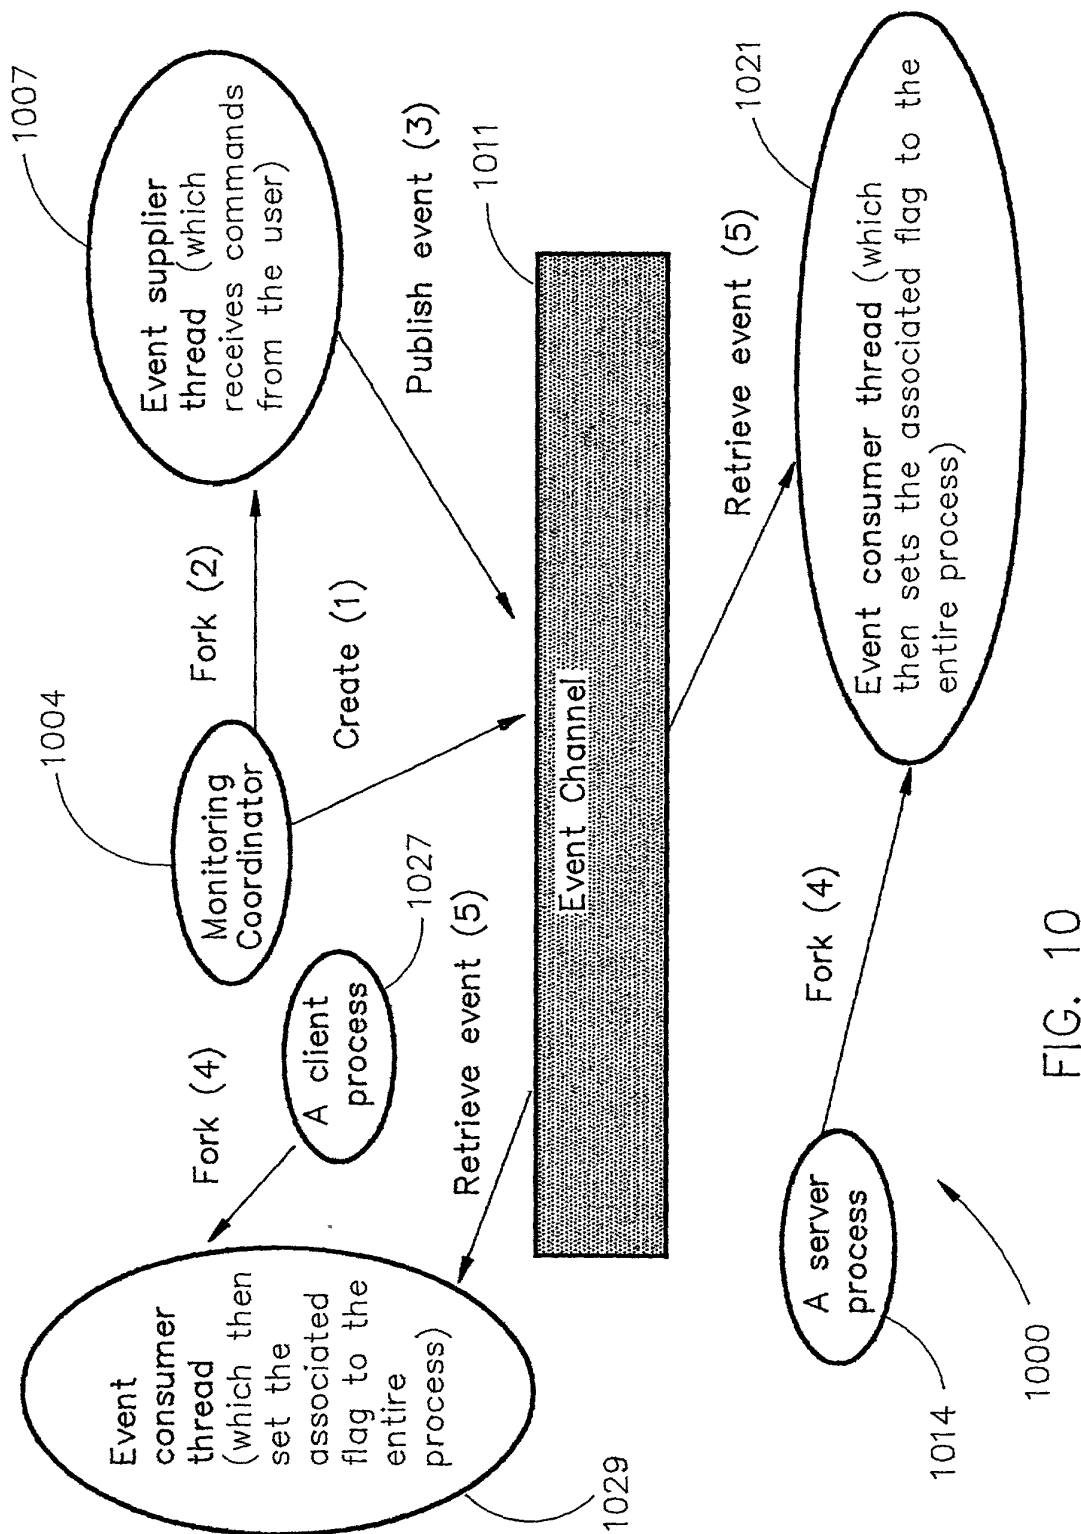 1007
Event supplier
thread (which
receives commands
from the user)
1004
Fork (2)
Monitoring
Coordinator
Create (1)
Publish event (3)
1011
Fork (4)
A client
process
1027
Event
consumer
thread
(which then
set the
associated
flag to the
entire
process)
1029
Retrieve event (5)
Event Channel
Retrieve event (5)
1021
Event consumer thread (which
then sets the associated flag to the
entire process)
Fork (4)
A server
process
1014
1000
FIG. 10